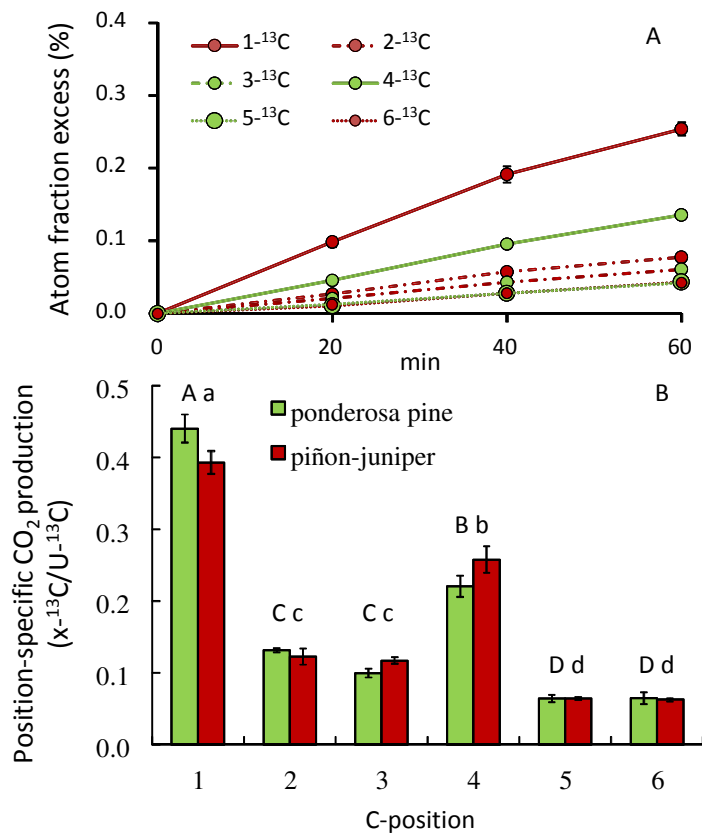 A
Atom fraction excess (%)
0.4
0.3
0.2
0.1
0.0
1-¹³C 2-¹³C
3-¹³C 4-¹³C
5-¹³C 6-¹³C
0 20 40 60
min
B
Position-specific CO₂ production
(x-¹³C/U-¹³C)
0.5
0.4
0.3
0.2
0.1
0.0
ponderosa pine
piñon-juniper
A a
C c
C c
B b
D d
D d
1 2 3 4 5 6
C-position